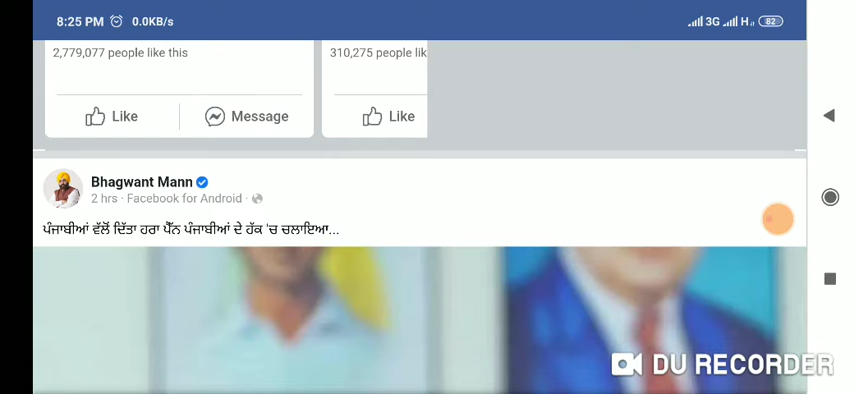 8:25 PM 0.0KB/s 3G H 82
2,779,077 people like this 310,275 people lik
Like Message Like
Bhagwant Mann
2 hrs · Facebook for Android ·
ਪੰਜਾਬੀਆਂ ਵੱਲੋਂ ਦਿੱਤਾ ਹਰਾ ਪੈੱਨ ਪੰਜਾਬੀਆਂ ਦੇ ਹੱਕ 'ਚ ਚਲਾਇਆ...
DU RECORDER